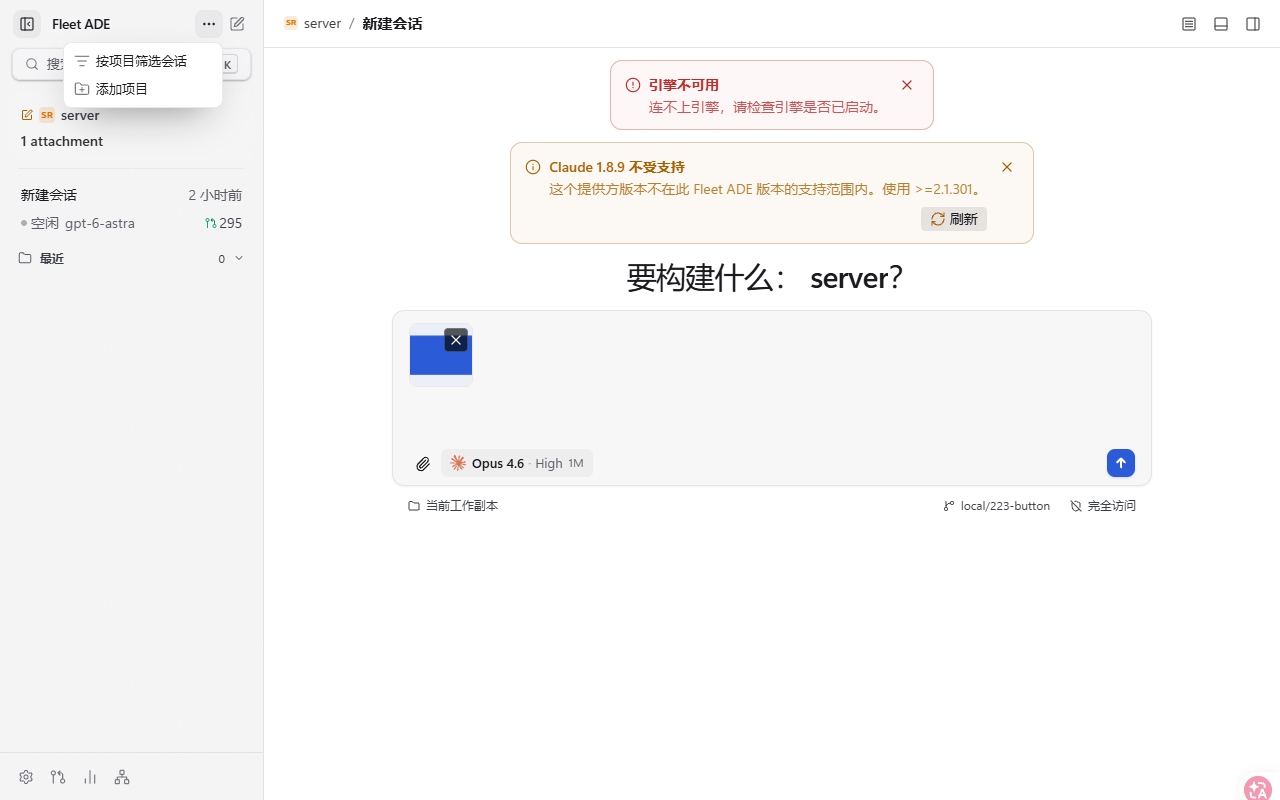 Fleet ADE
按项目筛选会话
添加项目
K
SR server
1 attachment
新建会话 2 小时前
空闲 gpt-6-astra 295
最近 0
SR server / 新建会话
引擎不可用
连不上引擎，请检查引擎是否已启动。
Claude 1.8.9 不受支持
这个提供方版本不在此 Fleet ADE 版本的支持范围内。使用 >=2.1.301。
刷新
要构建什么： server？
Opus 4.6 · High 1M
当前工作副本 local/223-button 完全访问